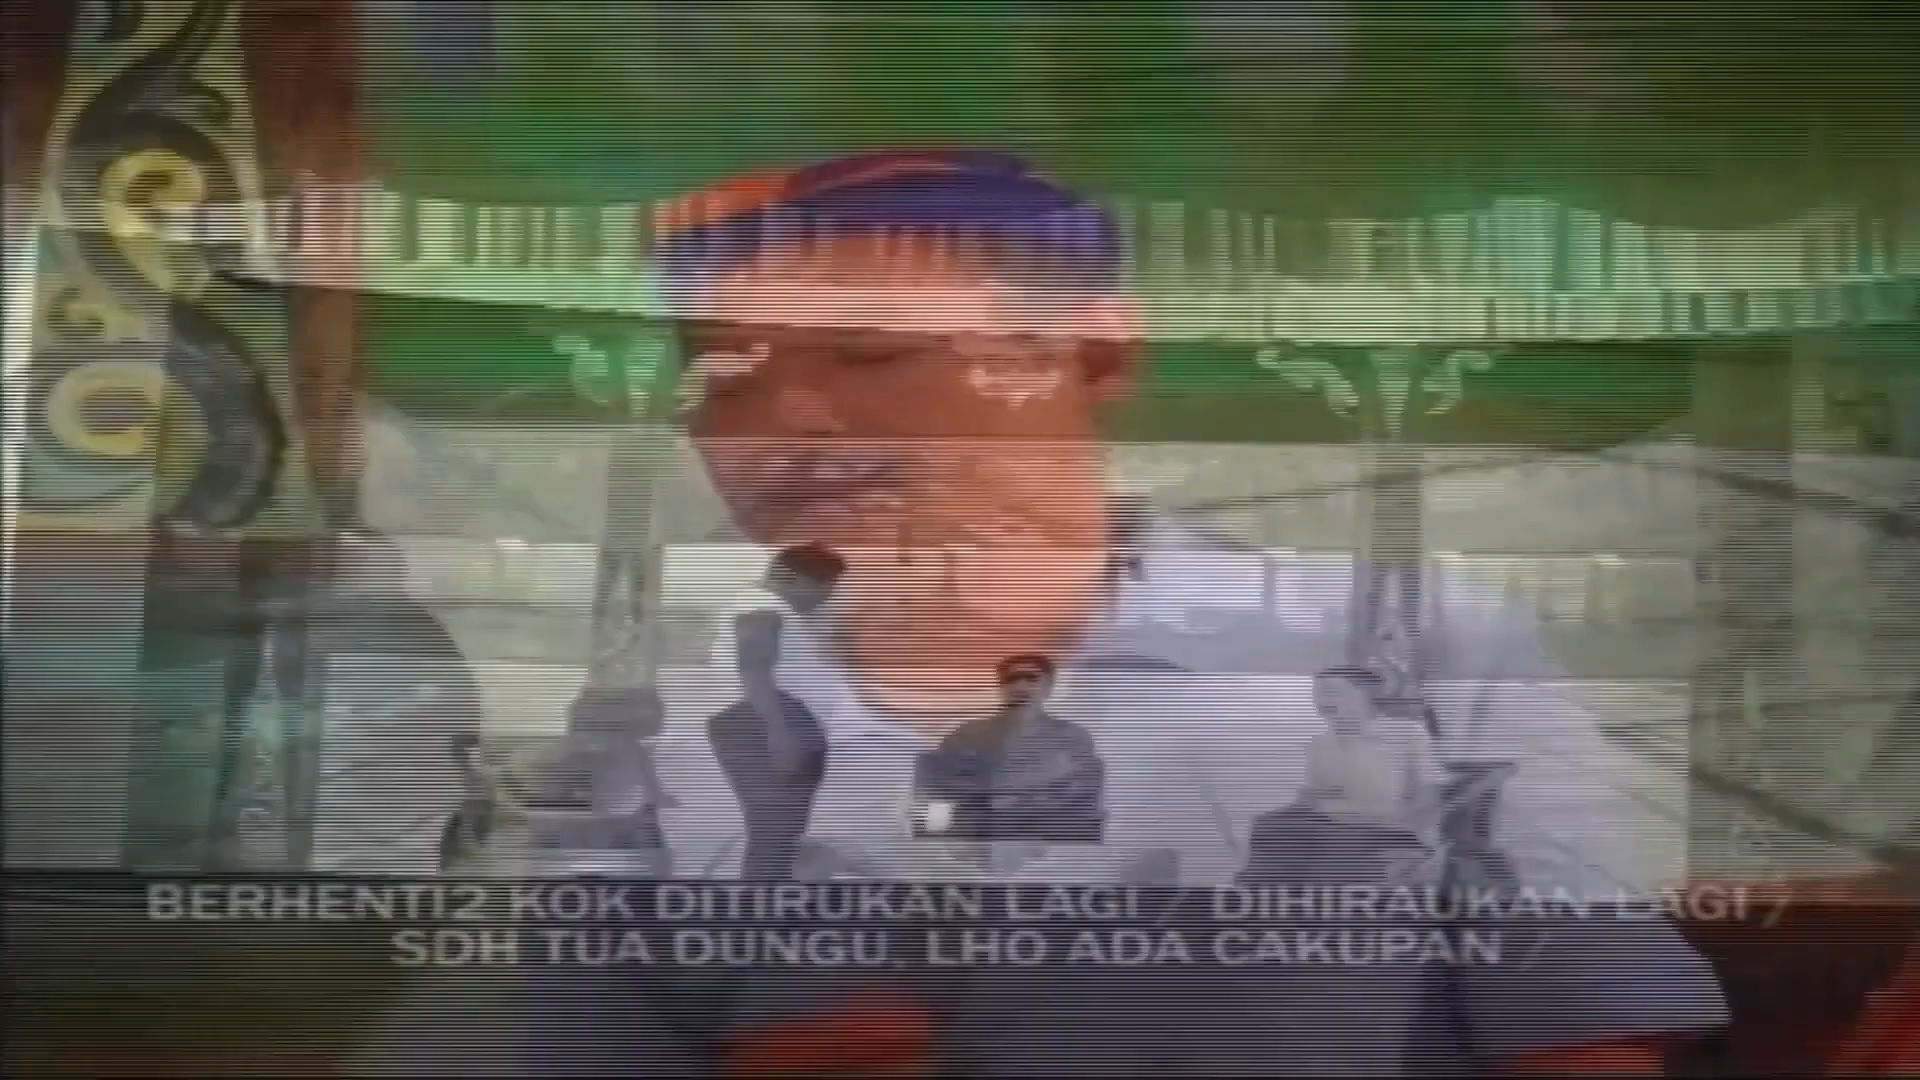 BERHENTI2 KOK DITIRUKAN LAGI / DIHIRAUKAN LAGI /
SDH TUA DUNGU, LHO ADA CAKUPAN /